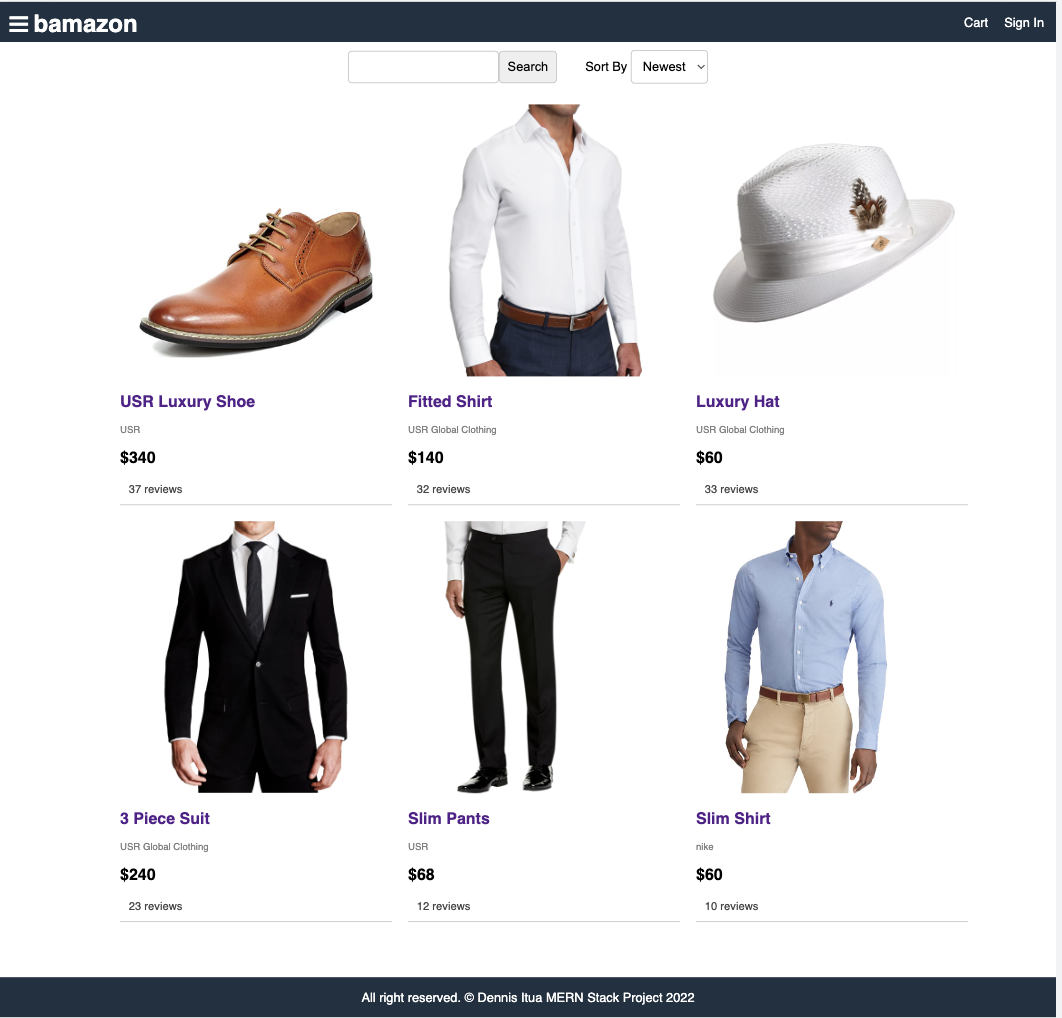 bamazon
Cart Sign In
Search Sort By Newest
USR Luxury Shoe
USR
$340
37 reviews
Fitted Shirt
USR Global Clothing
$140
32 reviews
Luxury Hat
USR Global Clothing
$60
33 reviews
3 Piece Suit
USR Global Clothing
$240
23 reviews
Slim Pants
USR
$68
12 reviews
Slim Shirt
nike
$60
10 reviews
All right reserved. © Dennis Itua MERN Stack Project 2022